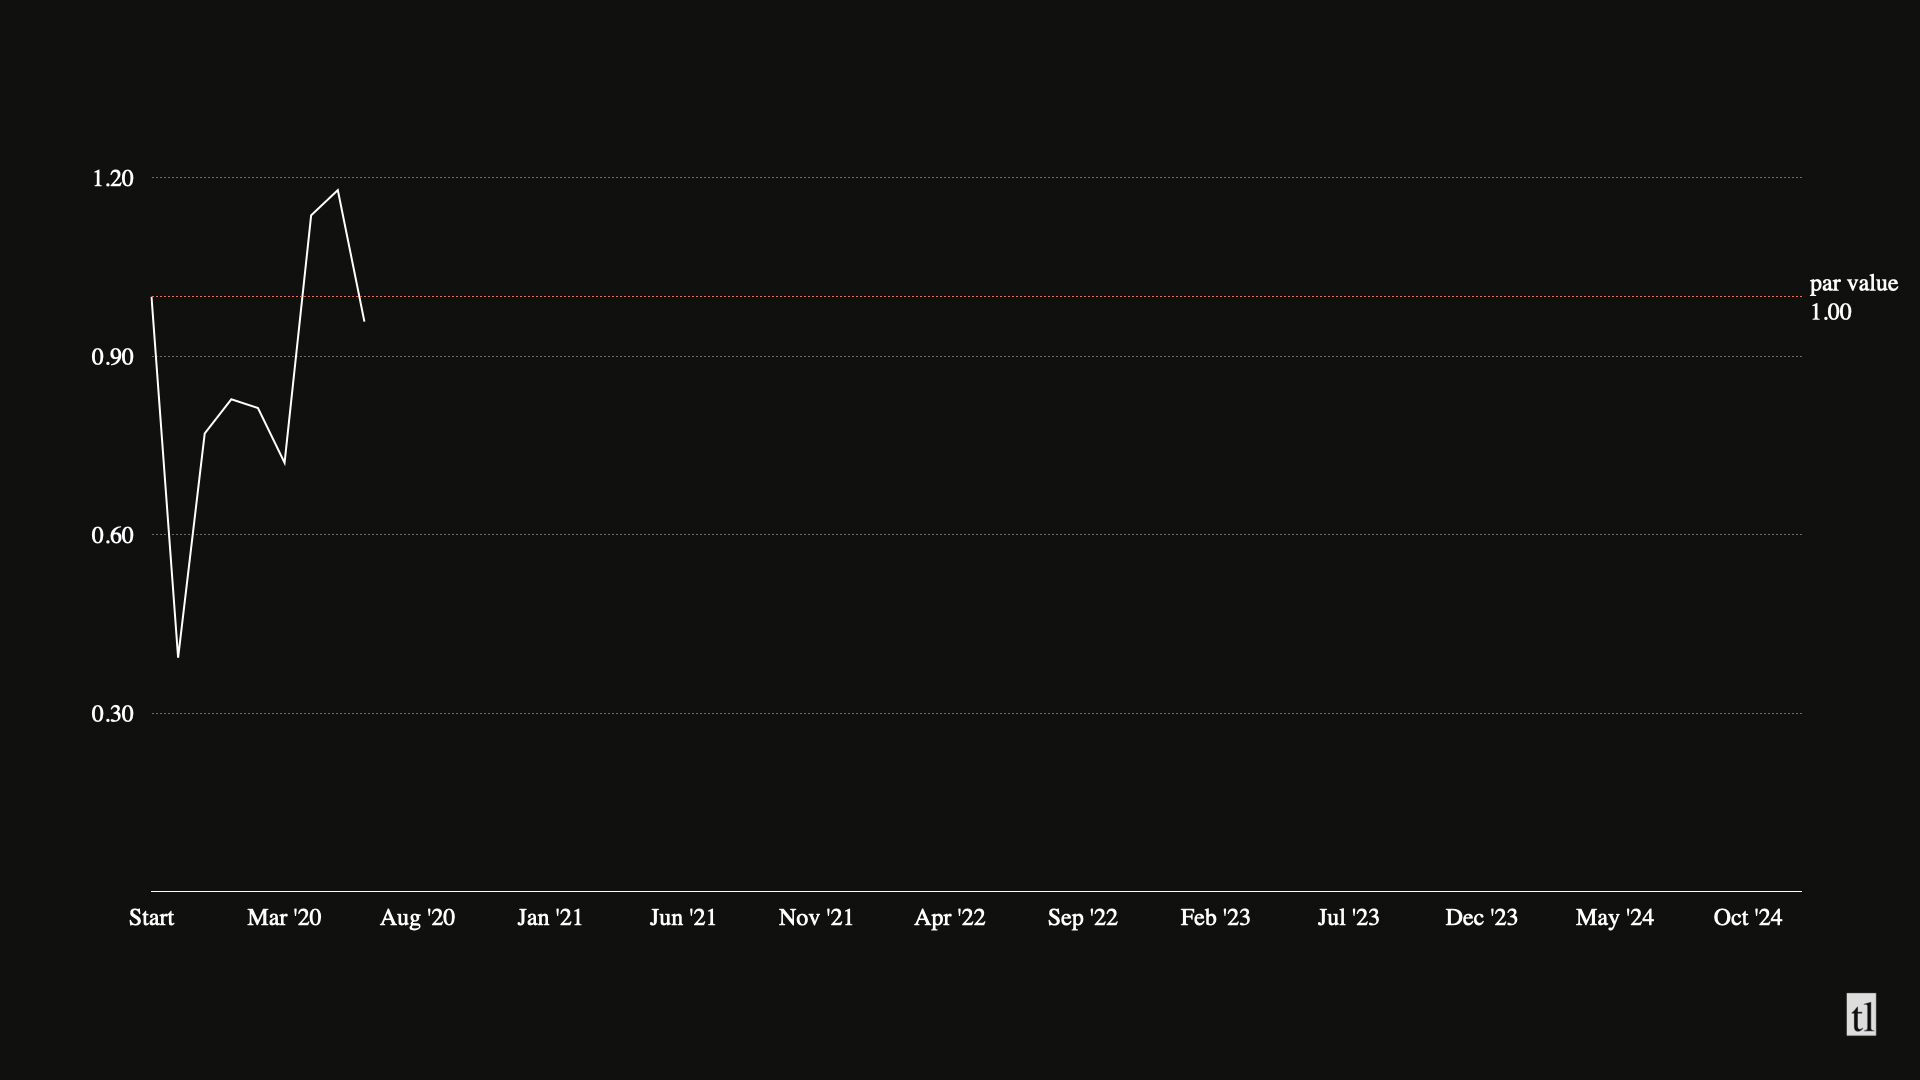 1.20
par value
1.00
0.90
0.60
0.30
Start Mar '20 Aug '20 Jan '21 Jun '21 Nov '21 Apr '22 Sep '22 Feb '23 Jul '23 Dec '23 May '24 Oct '24
tl